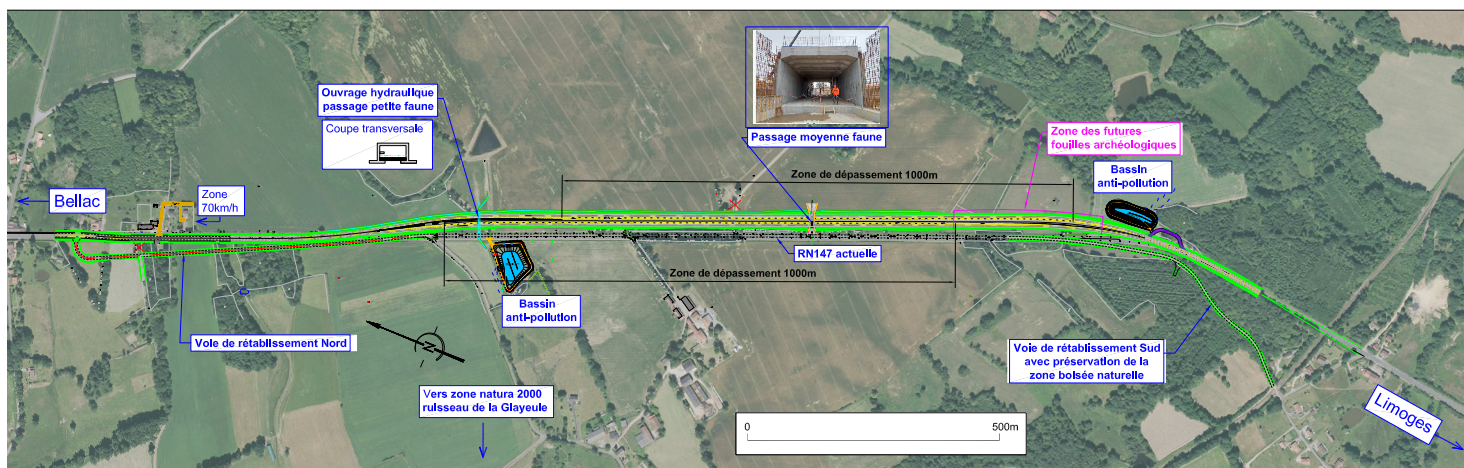 Ouvrage hydraulique
passage petite faune
Coupe transversale
Passage moyenne faune
Zone des futures
fouilles archéologiques
Bassin
anti-pollution
Zone de dépassement 1000m
Bellac
Zone
70km/h
RN147 actuelle
Zone de dépassement 1000m
Bassin
anti-pollution
Voie de rétablissement Nord
N
Voie de rétablissement Sud
avec préservation de la
zone boisée naturelle
Vers zone natura 2000
ruisseau de la Glayeule
0
500m
Limoges